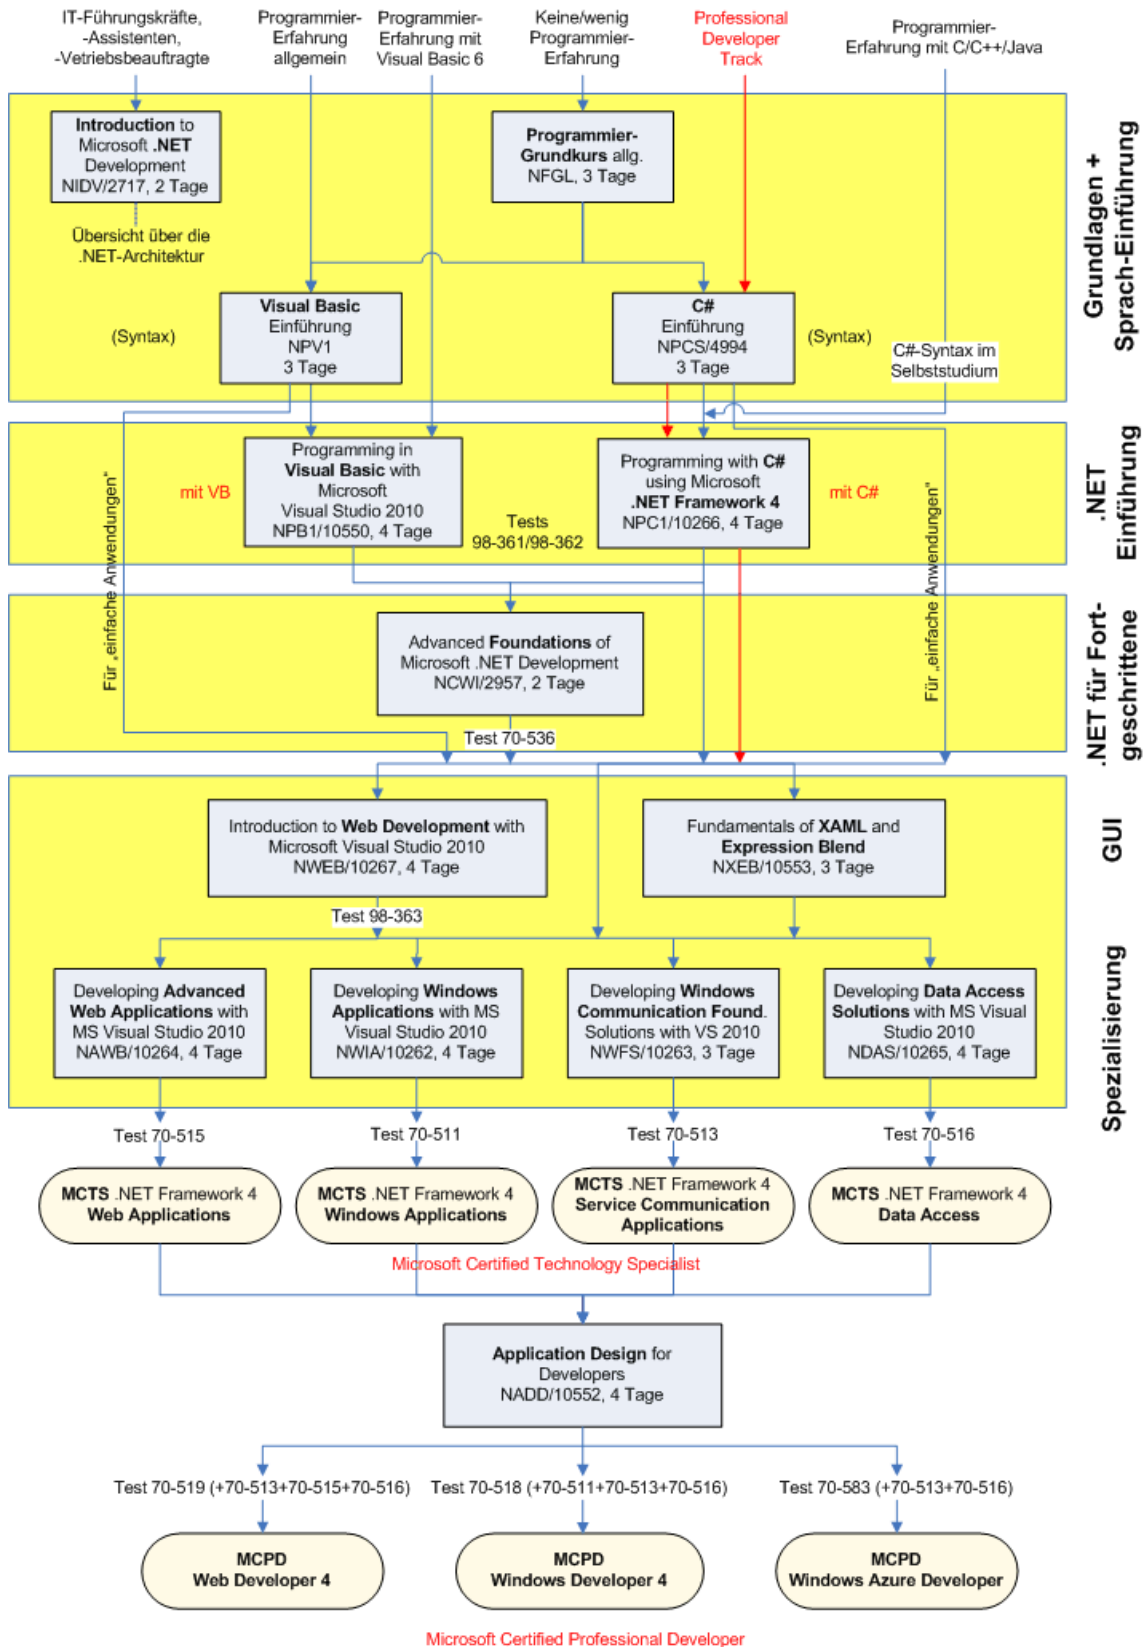 IT-Führungskräfte,
-Assistenten,
-Vetriebsbeauftragte
Programmier-
Erfahrung
allgemein
Programmier-
Erfahrung mit
Visual Basic 6
Keine/wenig
Programmier-
Erfahrung
Professional
Developer
Track
Programmier-
Erfahrung mit C/C++/Java
Introduction to
Microsoft .NET
Development
NIDV/2717, 2 Tage
Programmier-
Grundkurs allg.
NFGL, 3 Tage
Übersicht über die
.NET-Architektur
Grundlagen +
Sprach-Einführung
(Syntax)
Visual Basic
Einführung
NPV1
3 Tage
C#
Einführung
NPCS/4994
3 Tage
(Syntax)
C#-Syntax im
Selbststudium
mit VB
Programming in
Visual Basic with
Microsoft
Visual Studio 2010
NPB1/10550, 4 Tage
Tests
98-361/98-362
Programming with C#
using Microsoft
.NET Framework 4
NPC1/10266, 4 Tage
mit C#
.NET
Einführung
Für „einfache Anwendungen"
Für „einfache Anwendungen"
Advanced Foundations of
Microsoft .NET Development
NCWI/2957, 2 Tage
Test 70-536
.NET für Fort-
geschrittene
Introduction to Web Development with
Microsoft Visual Studio 2010
NWEB/10267, 4 Tage
Fundamentals of XAML and
Expression Blend
NXEB/10553, 3 Tage
GUI
Test 98-363
Developing Advanced
Web Applications with
MS Visual Studio 2010
NAWB/10264, 4 Tage
Developing Windows
Applications with MS
Visual Studio 2010
NWIA/10262, 4 Tage
Developing Windows
Communication Found.
Solutions with VS 2010
NWFS/10263, 3 Tage
Developing Data Access
Solutions with MS Visual
Studio 2010
NDAS/10265, 4 Tage
Spezialisierung
Test 70-515
Test 70-511
Test 70-513
Test 70-516
MCTS .NET Framework 4
Web Applications
MCTS .NET Framework 4
Windows Applications
MCTS .NET Framework 4
Service Communication
Applications
MCTS .NET Framework 4
Data Access
Microsoft Certified Technology Specialist
Application Design for
Developers
NADD/10552, 4 Tage
Test 70-519 (+70-513+70-515+70-516)
Test 70-518 (+70-511+70-513+70-516)
Test 70-583 (+70-513+70-516)
MCPD
Web Developer 4
MCPD
Windows Developer 4
MCPD
Windows Azure Developer
Microsoft Certified Professional Developer